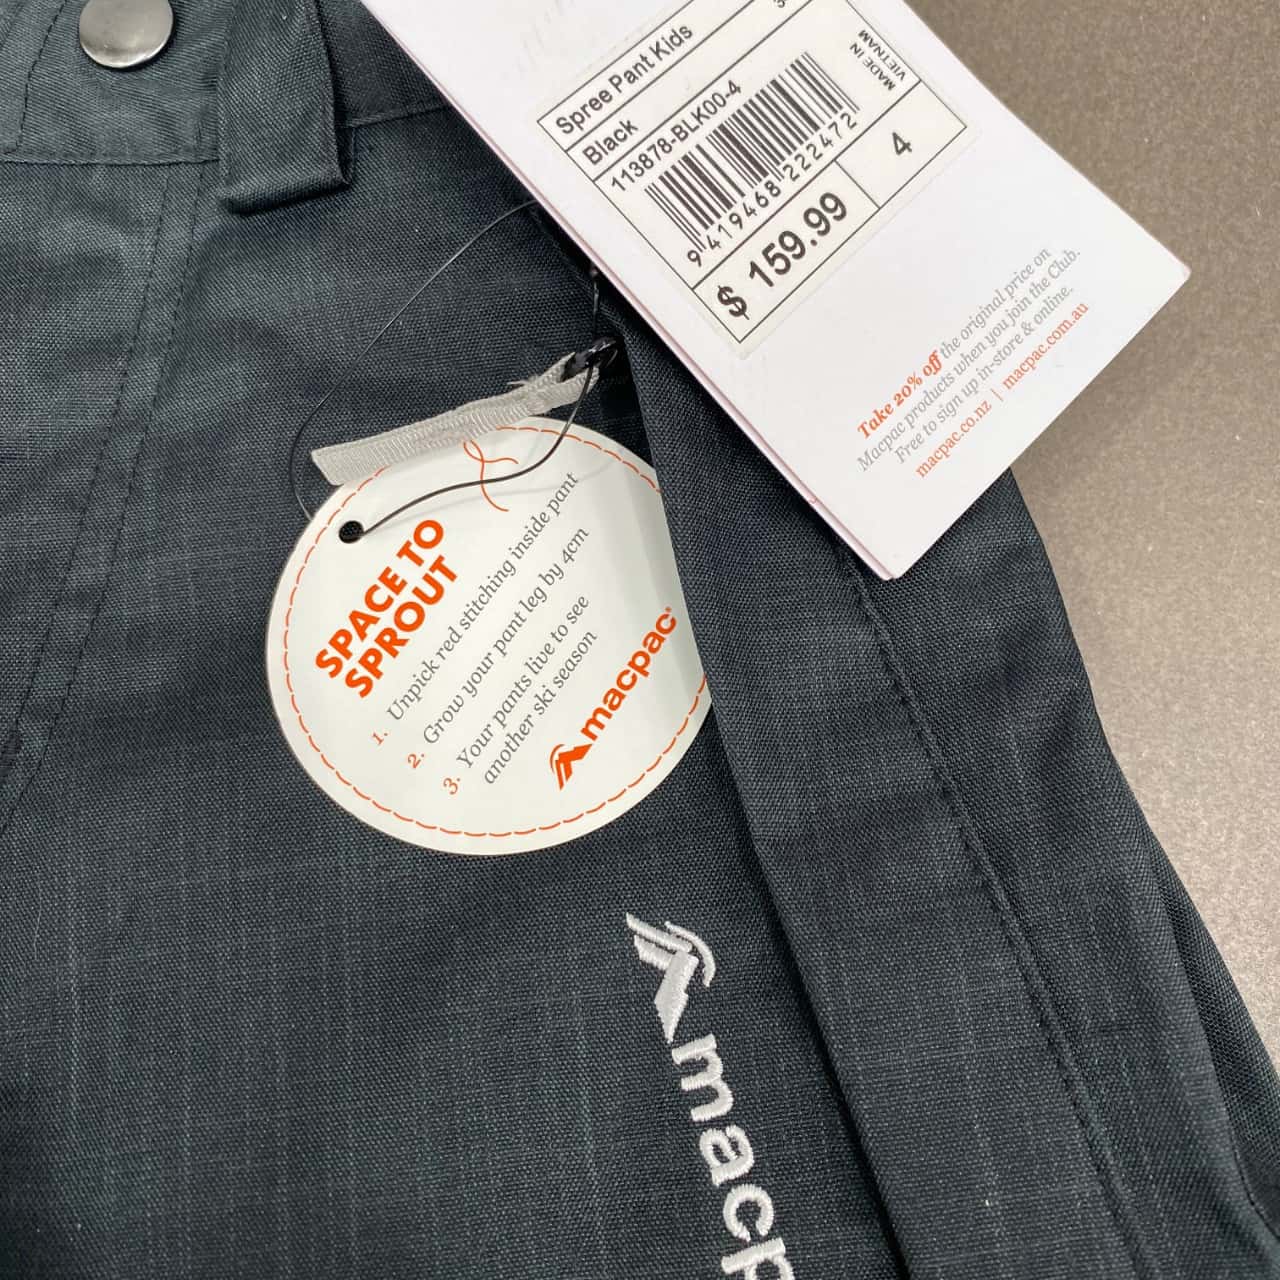 Spree Pant Kids
Black
113878-BLK00-4
MADE IN
VIETNAM
9 419468 222472
4
$ 159.99
Take 20% off the original price on
Macpac products when you join the Club.
Free to sign up in-store & online.
macpac.co.nz | macpac.com.au
SPACE TO
SPROUT
1. Unpick red stitching inside pant
2. Grow your pant leg by 4cm
3. Your pants live to see
another ski season
macpac
macp